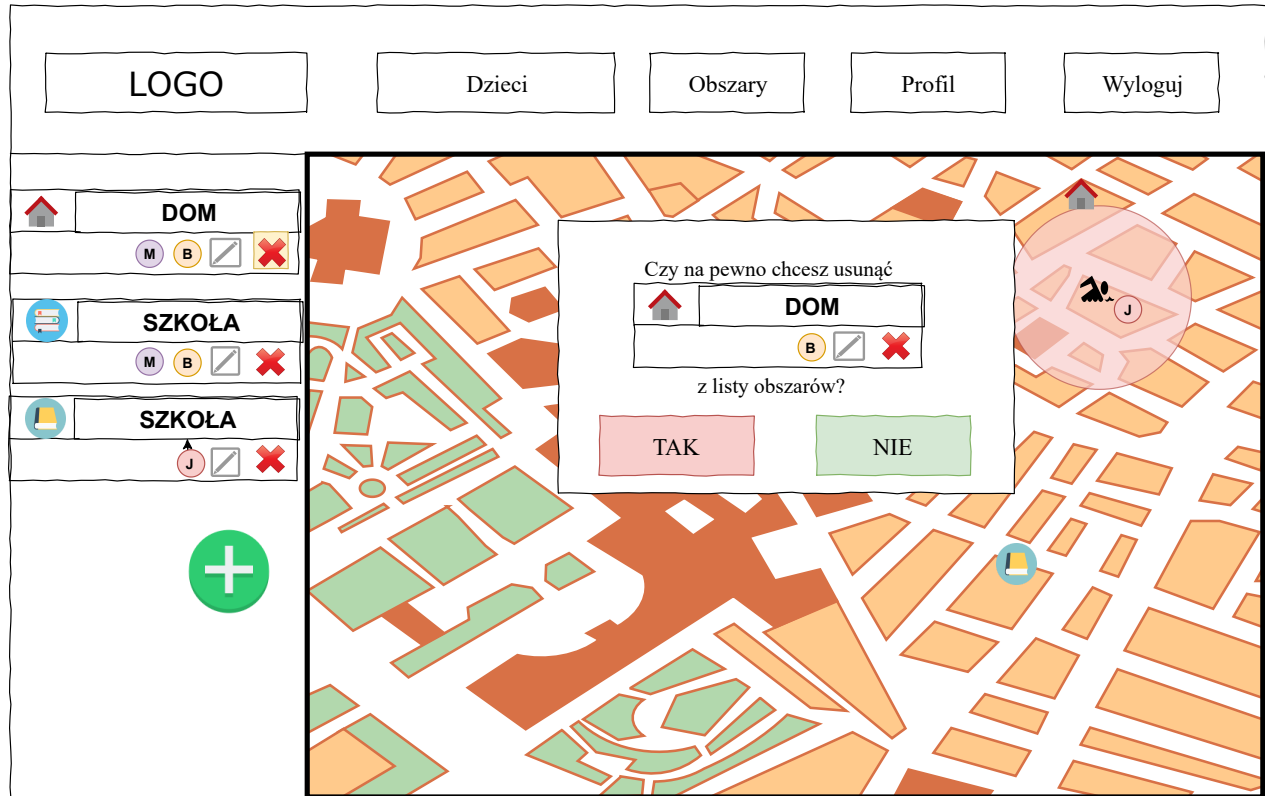 LOGO
Dzieci
Obszary
Profil
Wyloguj
DOM
M B
SZKOŁA
M B
SZKOŁA
J
Czy na pewno chcesz usunąć
DOM
B
z listy obszarów?
TAK
NIE
J